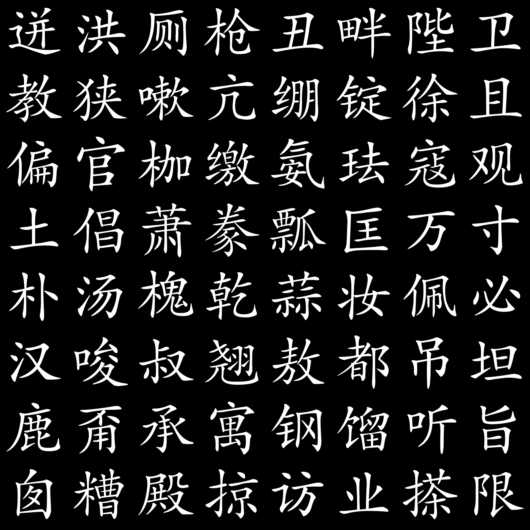 迸洪厕枪丑畔陛卫
教狭嗽亢绷锭徐且
偏官枷缴氨珐寇观
土倡萧豢瓢匡万寸
朴汤槐乾蒜妆佩必
汉唆叔翘敖都吊坦
鹿甭承寓钢馏听旨
囱糟殿掠访业搽限